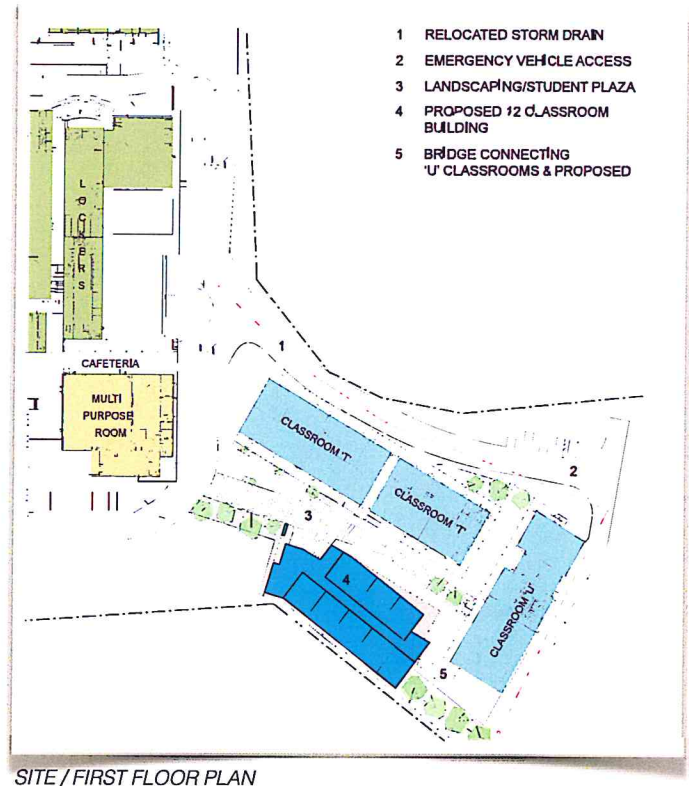 1 RELOCATED STORM DRAIN
2 EMERGENCY VEHICLE ACCESS
3 LANDSCAPING/STUDENT PLAZA
4 PROPOSED 12 CLASSROOM
BUILDING
5 BRIDGE CONNECTING
'U' CLASSROOMS & PROPOSED
LOCKERS
1
CAFETERIA
MULTI
PURPOSE
ROOM
CLASSROOM 'T'
2
CLASSROOM 'T'
3
4
CLASSROOM 'U'
5
SITE / FIRST FLOOR PLAN